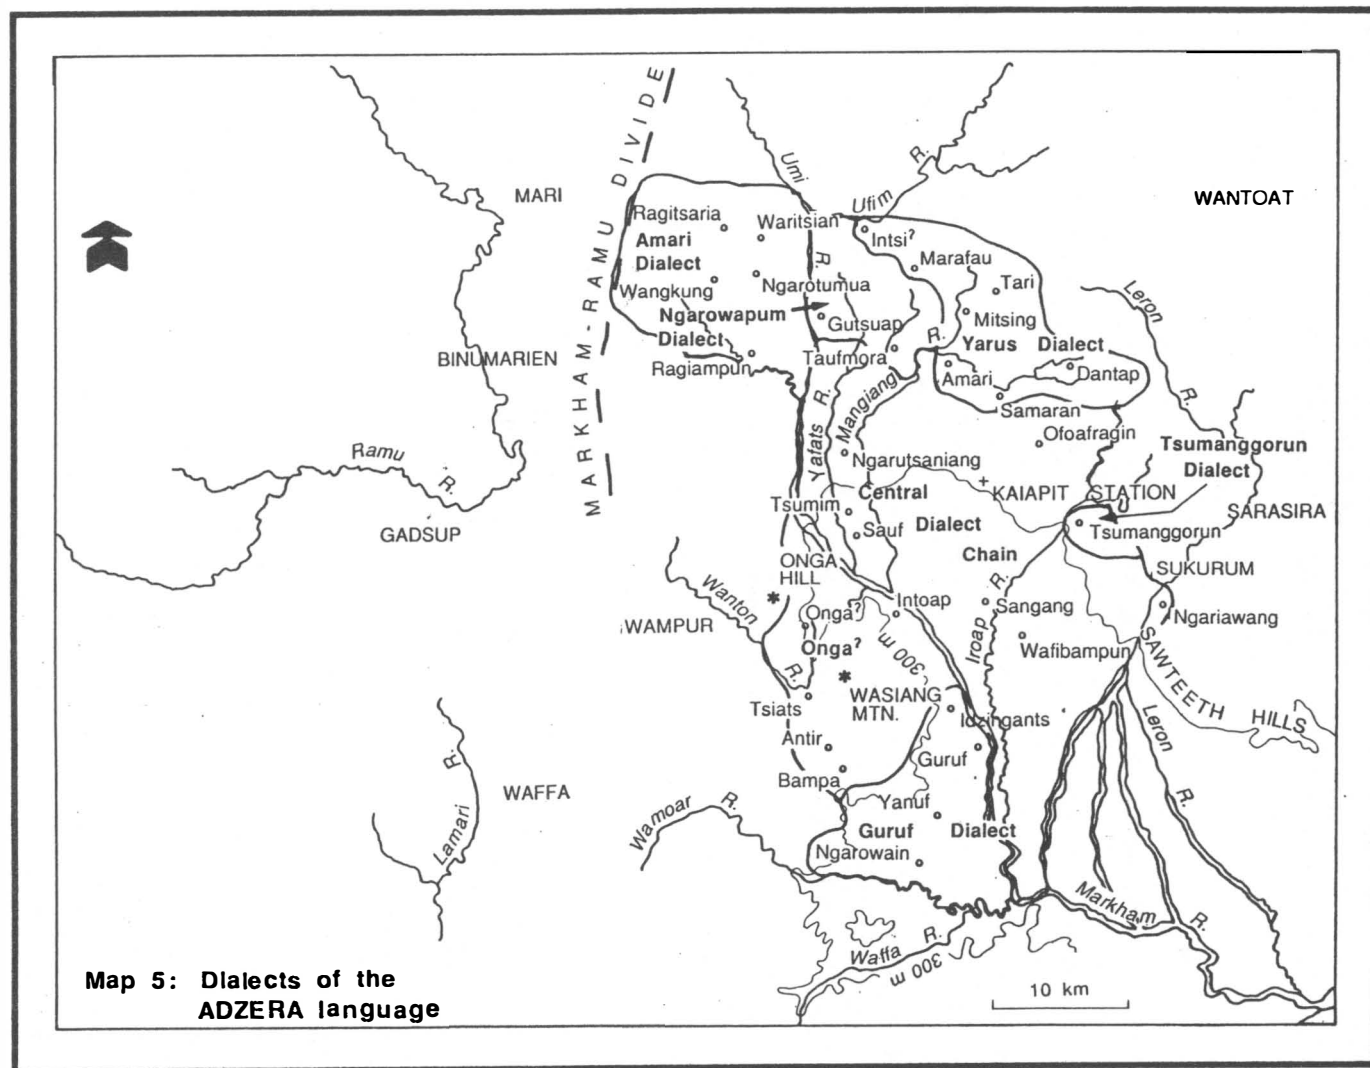 MARKHAM-RAMU DIVIDE
MARI
Umi
R.
Ufim
R.
WANTOAT
Ragitsaria
Waritsian
Intsi?
Amari
Dialect
Marafau
Wangkung
Ngarotumua
Tari
Leron
R.
Ngarowapum
Dialect
Gutsuap
Mitsing
R.
Yarus Dialect
BINUMARIEN
Ragiampun
Taufmora
Amari
Dantap
Samaran
Yafats R.
Mangiang
Ofoafragin
Tsumanggorun
Dialect
Ramu
R.
Ngarutsaniang
KAIAPIT STATION
Central
Dialect
Chain
Tsumim
Sauf
Tsumanggorun
SARASIRA
GADSUP
ONGA
HILL
SUKURUM
Wanton
R.
WAMPUR
Onga?
Onga?
Intoap
300 m
Iroap R.
Sangang
Ngariawang
Wafibampun
SAWTEETH HILLS
WASIANG
MTN.
Tsiats
Idzingants
Antir
Guruf
Leron
R.
Bampa
Yanuf
WAFFA
Lamari R.
Wamoar R.
Guruf Dialect
Ngarowain
Markham
R.
Waffa R.
300 m
10 km
Map 5: Dialects of the
ADZERA language